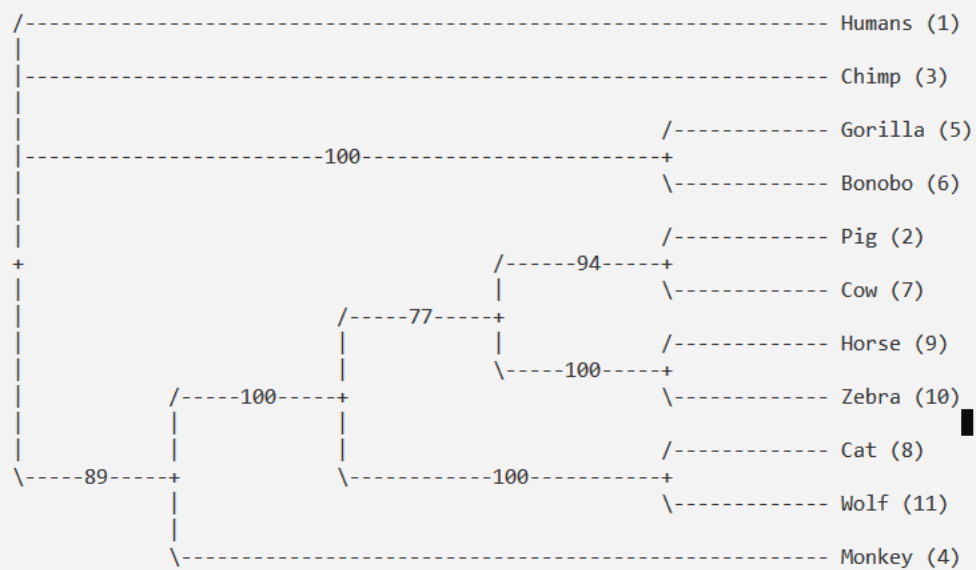 Humans (1)
Chimp (3)
Gorilla (5)
100
Bonobo (6)
Pig (2)
94
Cow (7)
77
Horse (9)
100
100 Zebra (10)
Cat (8)
89 100
Wolf (11)
Monkey (4)